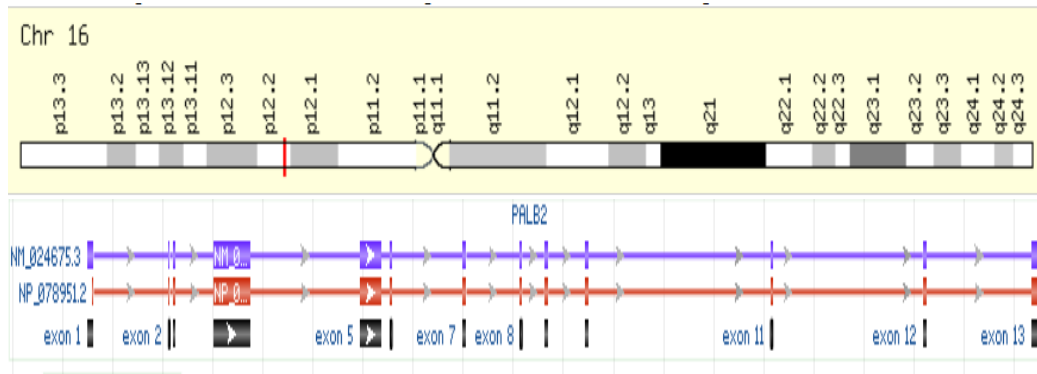 Chr 16
p13.3 p13.2 p13.13 p13.12 p13.11 p12.3 p12.2 p12.1 p11.2 p11.1 q11.1 q11.2 q12.1 q12.2 q13 q21 q22.1 q22.2 q22.3 q23.1 q23.2 q23.3 q24.1 q24.2 q24.3
PALB2
NM_024675.3 NM_0...
NP_078951.2 NP_0...
exon 1 exon 2 exon 5 exon 7 exon 8 exon 11 exon 12 exon 13